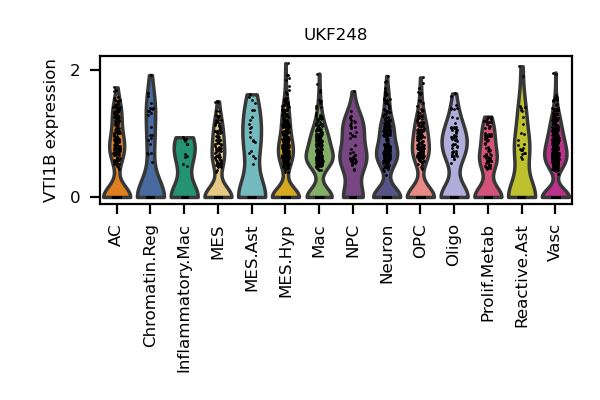 UKF248
VTI1B expression
2
0
AC
Chromatin.Reg
Inflammatory.Mac
MES
MES.Ast
MES.Hyp
Mac
NPC
Neuron
OPC
Oligo
Prolif.Metab
Reactive.Ast
Vasc